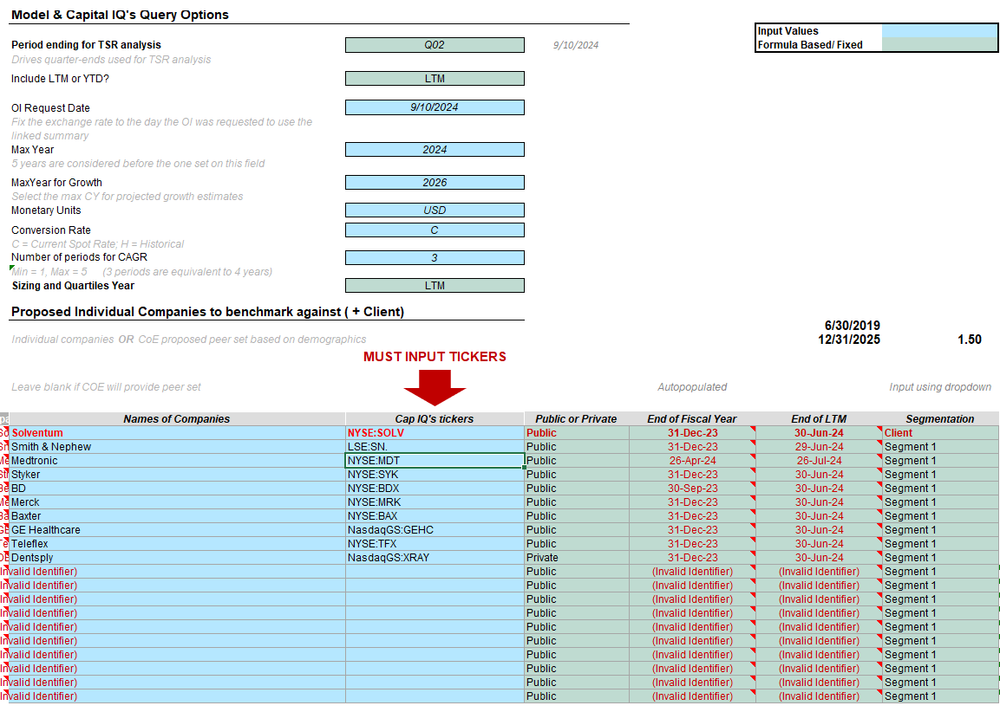 Model & Capital IQ's Query Options
Input Values
Period ending for TSR analysis Q02 9/10/2024
Formula Based/ Fixed
Drives quarter-ends used for TSR analysis
Include LTM or YTD? LTM
OI Request Date 9/10/2024
Fix the exchange rate to the day the OI was requested to use the
linked summary
Max Year 2024
5 years are considered before the one set on this field
MaxYear for Growth 2026
Select the max CY for projected growth estimates
Monetary Units USD
Conversion Rate C
C = Current Spot Rate; H = Historical
Number of periods for CAGR 3
Min = 1, Max = 5 (3 periods are equivalent to 4 years)
Sizing and Quartiles Year LTM
Proposed Individual Companies to benchmark against ( + Client)
6/30/2019
Individual companies OR CoE proposed peer set based on demographics 12/31/2025 1.50
MUST INPUT TICKERS
Leave blank if COE will provide peer set Autopopulated Input using dropdown
Names of Companies Cap IQ's tickers Public or Private End of Fiscal Year End of LTM Segmentation
Solventum NYSE:SOLV Public 31-Dec-23 30-Jun-24 Client
Smith & Nephew LSE:SN. Public 31-Dec-23 29-Jun-24 Segment 1
Medtronic NYSE:MDT Public 26-Apr-24 26-Jul-24 Segment 1
Styker NYSE:SYK Public 31-Dec-23 30-Jun-24 Segment 1
BD NYSE:BDX Public 30-Sep-23 30-Jun-24 Segment 1
Merck NYSE:MRK Public 31-Dec-23 30-Jun-24 Segment 1
Baxter NYSE:BAX Public 31-Dec-23 30-Jun-24 Segment 1
GE Healthcare NasdaqGS:GEHC Public 31-Dec-23 30-Jun-24 Segment 1
Teleflex NYSE:TFX Public 31-Dec-23 30-Jun-24 Segment 1
Dentsply NasdaqGS:XRAY Private 31-Dec-23 30-Jun-24 Segment 1
Invalid Identifier) Public (Invalid Identifier) (Invalid Identifier) Segment 1
Invalid Identifier) Public (Invalid Identifier) (Invalid Identifier) Segment 1
Invalid Identifier) Public (Invalid Identifier) (Invalid Identifier) Segment 1
Invalid Identifier) Public (Invalid Identifier) (Invalid Identifier) Segment 1
Invalid Identifier) Public (Invalid Identifier) (Invalid Identifier) Segment 1
Invalid Identifier) Public (Invalid Identifier) (Invalid Identifier) Segment 1
Invalid Identifier) Public (Invalid Identifier) (Invalid Identifier) Segment 1
Invalid Identifier) Public (Invalid Identifier) (Invalid Identifier) Segment 1
Invalid Identifier) Public (Invalid Identifier) (Invalid Identifier) Segment 1
Invalid Identifier) Public (Invalid Identifier) (Invalid Identifier) Segment 1